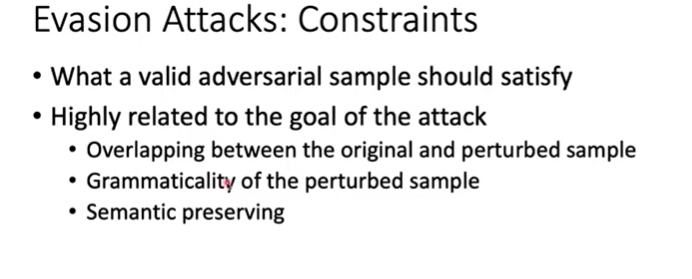 Evasion Attacks: Constraints
• What a valid adversarial sample should satisfy
• Highly related to the goal of the attack
• Overlapping between the original and perturbed sample
• Grammaticality of the perturbed sample
• Semantic preserving